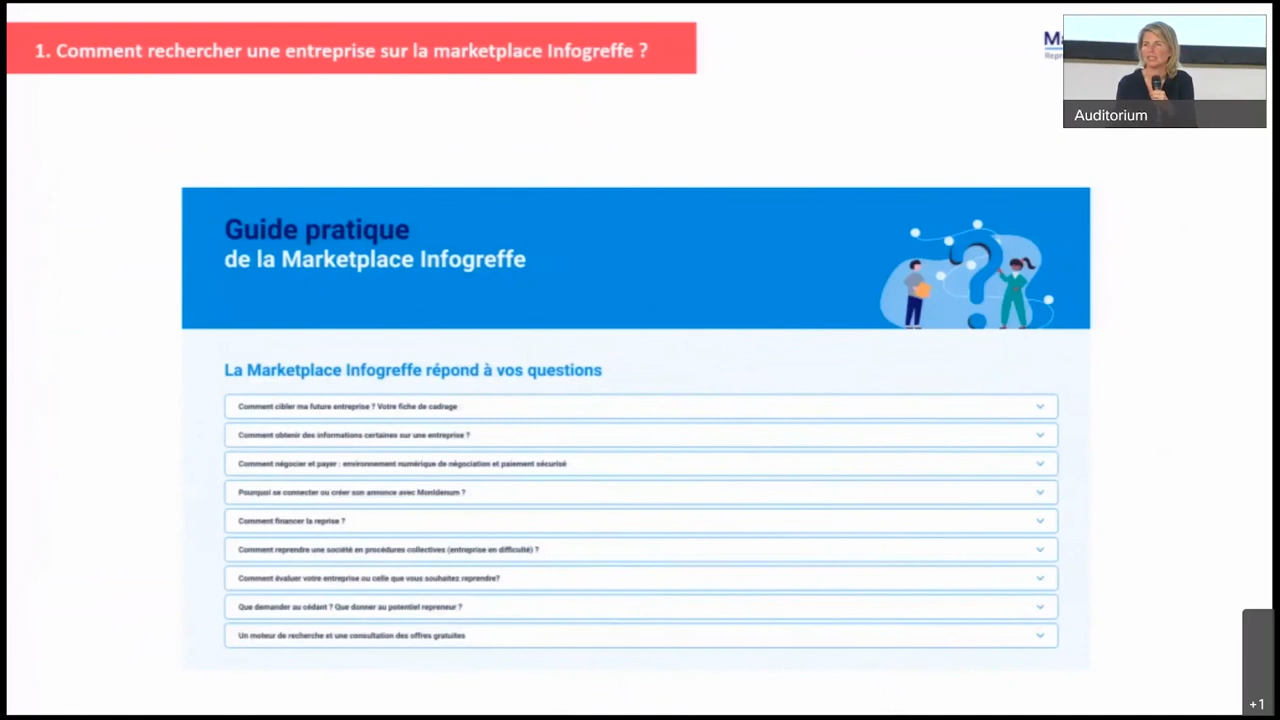 1. Comment rechercher une entreprise sur la marketplace Infogreffe ?
Auditorium
Guide pratique
de la Marketplace Infogreffe
La Marketplace Infogreffe répond à vos questions
Comment cibler ma future entreprise ? Votre fiche de cadrage
Comment obtenir des informations certaines sur une entreprise ?
Comment négocier et payer : environnement numérique de négociation et paiement sécurisé
Pourquoi se connecter ou créer son annonce avec MonIdenum ?
Comment financer la reprise ?
Comment reprendre une société en procédures collectives (entreprise en difficulté) ?
Comment évaluer votre entreprise ou celle que vous souhaitez reprendre?
Que demander au cédant ? Que donner au potentiel repreneur ?
Un moteur de recherche et une consultation des offres gratuites
+1